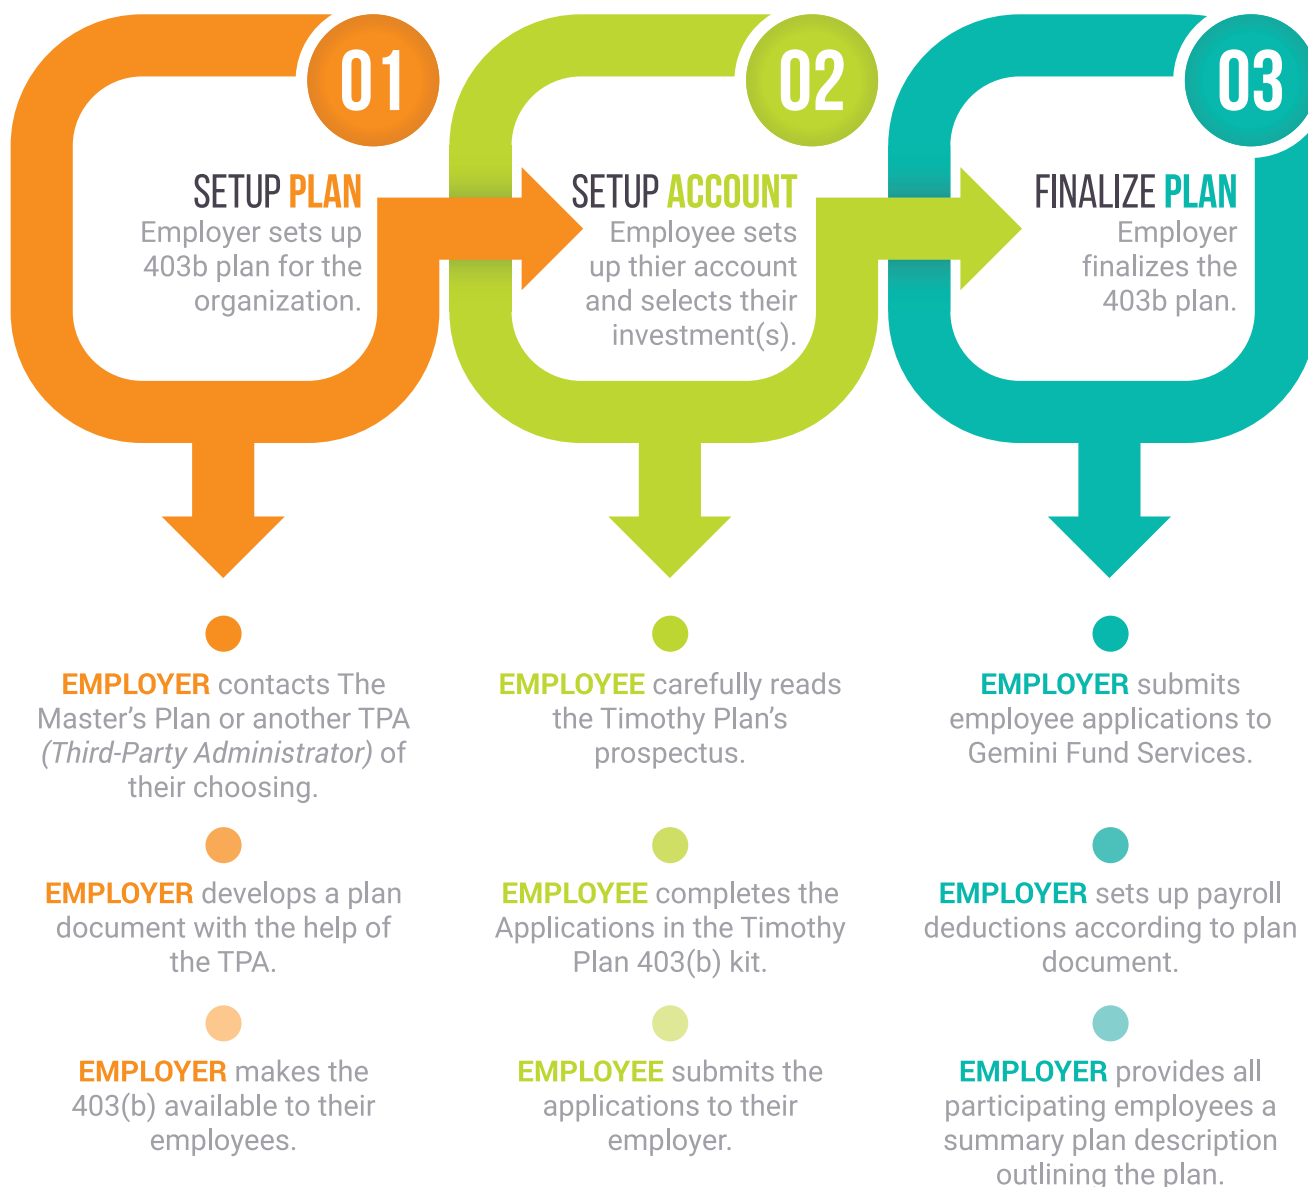 01
SETUP PLAN
Employer sets up
403b plan for the
organization.
02
SETUP ACCOUNT
Employee sets
up thier account
and selects their
investment(s).
03
FINALIZE PLAN
Employer
finalizes the
403b plan.
EMPLOYER contacts The
Master’s Plan or another TPA
(Third-Party Administrator) of
their choosing.
EMPLOYER develops a plan
document with the help of
the TPA.
EMPLOYER makes the
403(b) available to their
employees.
EMPLOYEE carefully reads
the Timothy Plan’s
prospectus.
EMPLOYEE completes the
Applications in the Timothy
Plan 403(b) kit.
EMPLOYEE submits the
applications to their
employer.
EMPLOYER submits
employee applications to
Gemini Fund Services.
EMPLOYER sets up payroll
deductions according to plan
document.
EMPLOYER provides all
participating employees a
summary plan description
outlining the plan.